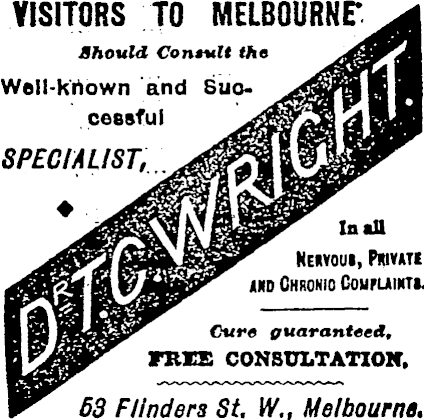 VISITORS TO MELBOURNE
Should Consult the
Well-known and Suc-
cessful
SPECIALIST,
DR. T.C. WRIGHT.
In all
NERVOUS, PRIVATE
AND CHRONIC COMPLAINTS.
Cure guaranteed,
FREE CONSULTATION,
53 Flinders St. W., Melbourne.